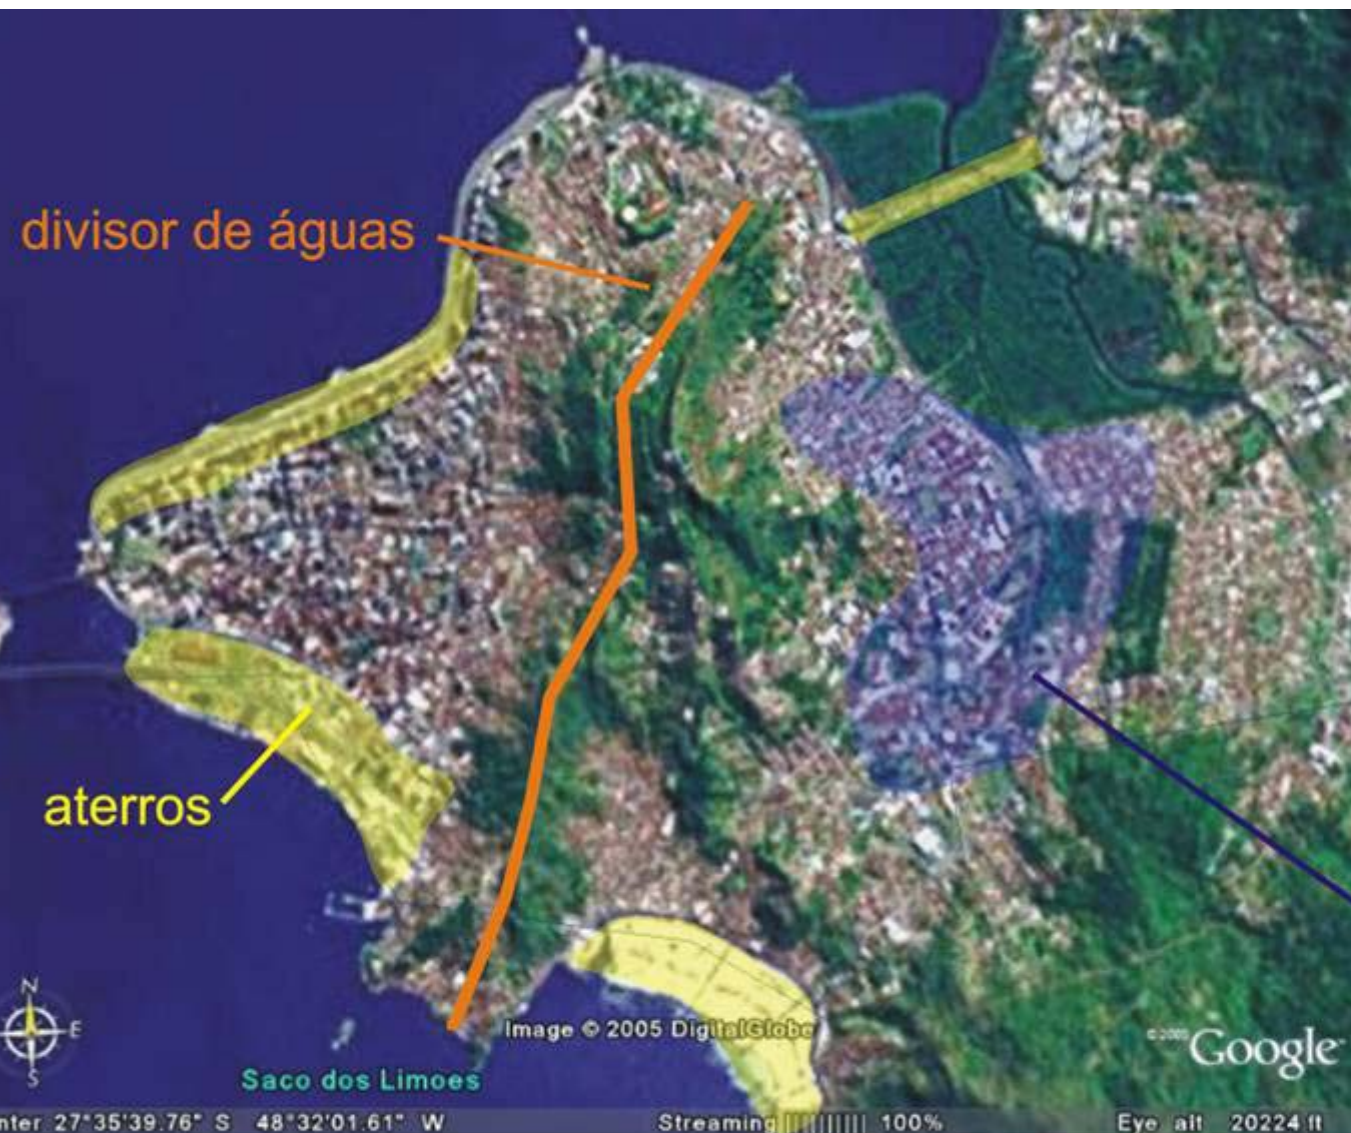 divisor de águas
aterros
N
E
S
Image © 2005 DigitalGlobe
© 2005 Google
Saco dos Limoes
27°35'39.76" S 48°32'01.61" W Streaming |||||||||| 100% Eye alt 20224 ft